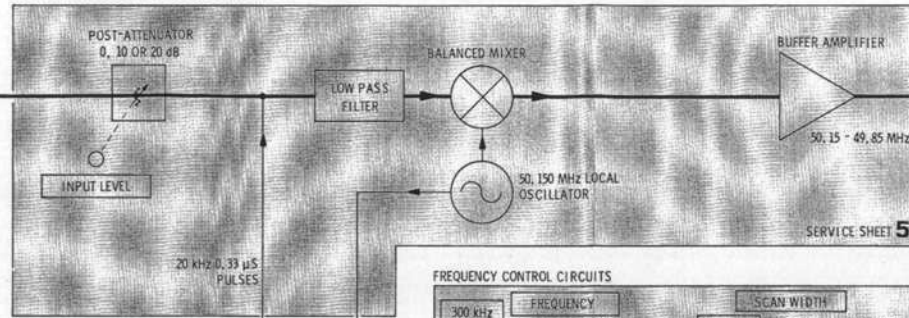 POST-ATTENUATOR
0, 10 OR 20 dB
BALANCED MIXER
BUFFER AMPLIFIER
LOW PASS
FILTER
50.15 - 49.85 MHz
INPUT LEVEL
50.150 MHz LOCAL
OSCILLATOR
SERVICE SHEET 5
20 kHz 0.33 µS
PULSES
FREQUENCY CONTROL CIRCUITS
300 kHz
FREQUENCY
SCAN WIDTH